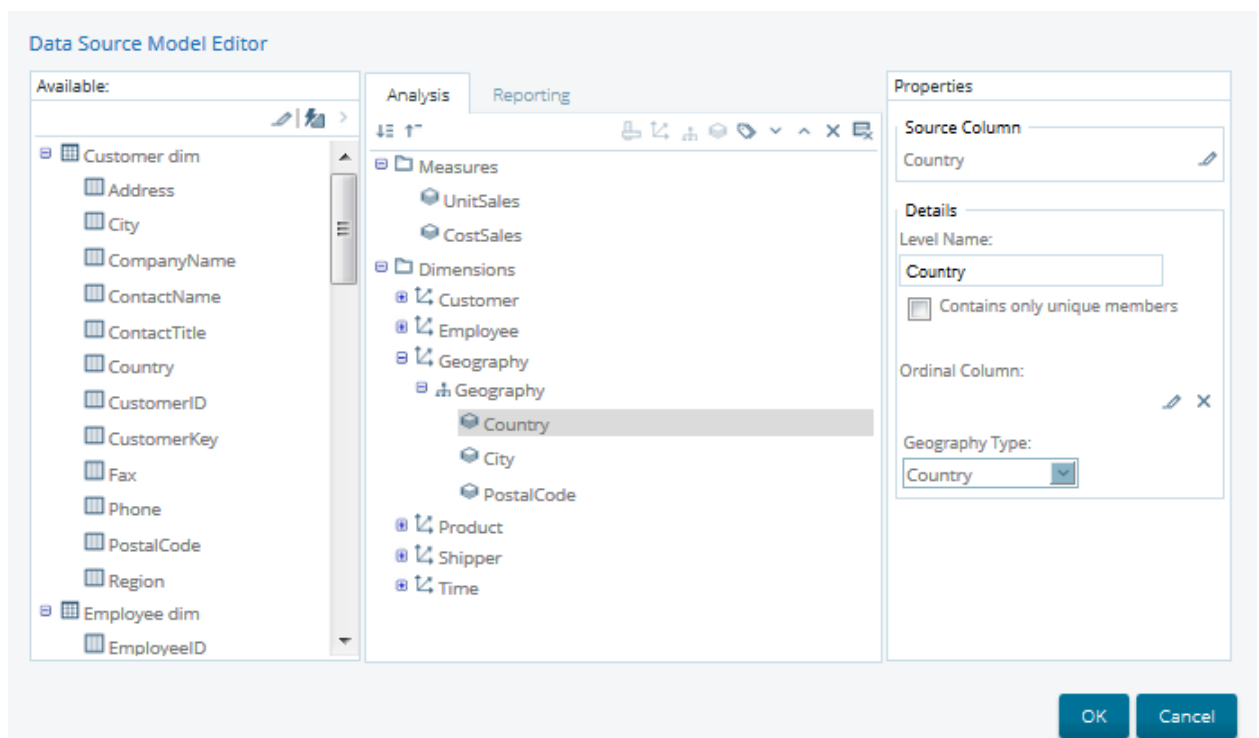 Data Source Model Editor
Available:
Customer dim
Address
City
CompanyName
ContactName
ContactTitle
Country
CustomerID
CustomerKey
Fax
Phone
PostalCode
Region
Employee dim
EmployeeID
Analysis
Reporting
Measures
UnitSales
CostSales
Dimensions
Customer
Employee
Geography
Geography
Country
City
PostalCode
Product
Shipper
Time
Properties
Source Column
Country
Details
Level Name:
Country
Contains only unique members
Ordinal Column:
Geography Type:
Country
OK
Cancel